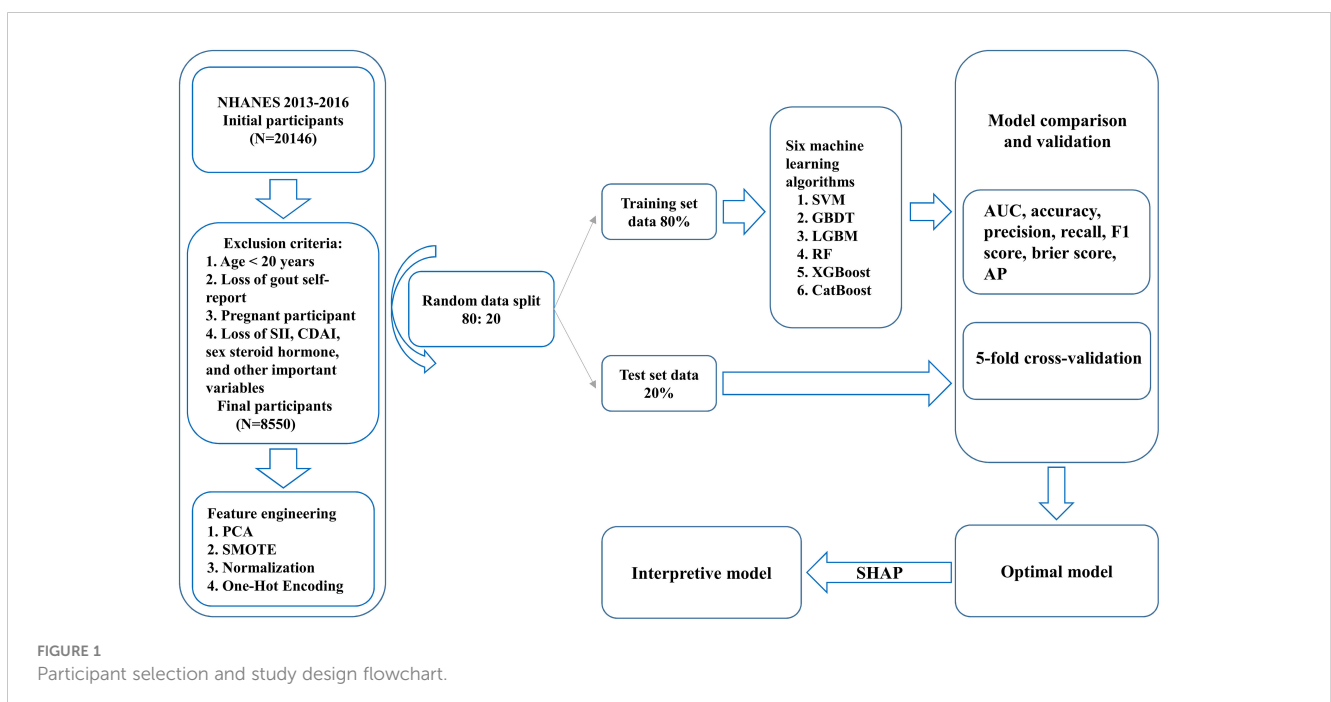 NHANES 2013-2016
Initial participants
(N=20146)
Exclusion criteria:
1. Age < 20 years
2. Loss of gout self-
report
3. Pregnant participant
4. Loss of SII, CDAI,
sex steroid hormone,
and other important
variables
Final participants
(N=8550)
Feature engineering
1. PCA
2. SMOTE
3. Normalization
4. One-Hot Encoding
Random data split
80: 20
Training set
data 80%
Test set data
20%
Six machine
learning
algorithms
1. SVM
2. GBDT
3. LGBM
4. RF
5. XGBoost
6. CatBoost
Model comparison
and validation
AUC, accuracy,
precision, recall, F1
score, brier score,
AP
5-fold cross-validation
Optimal model
SHAP
Interpretive model
FIGURE 1
Participant selection and study design flowchart.